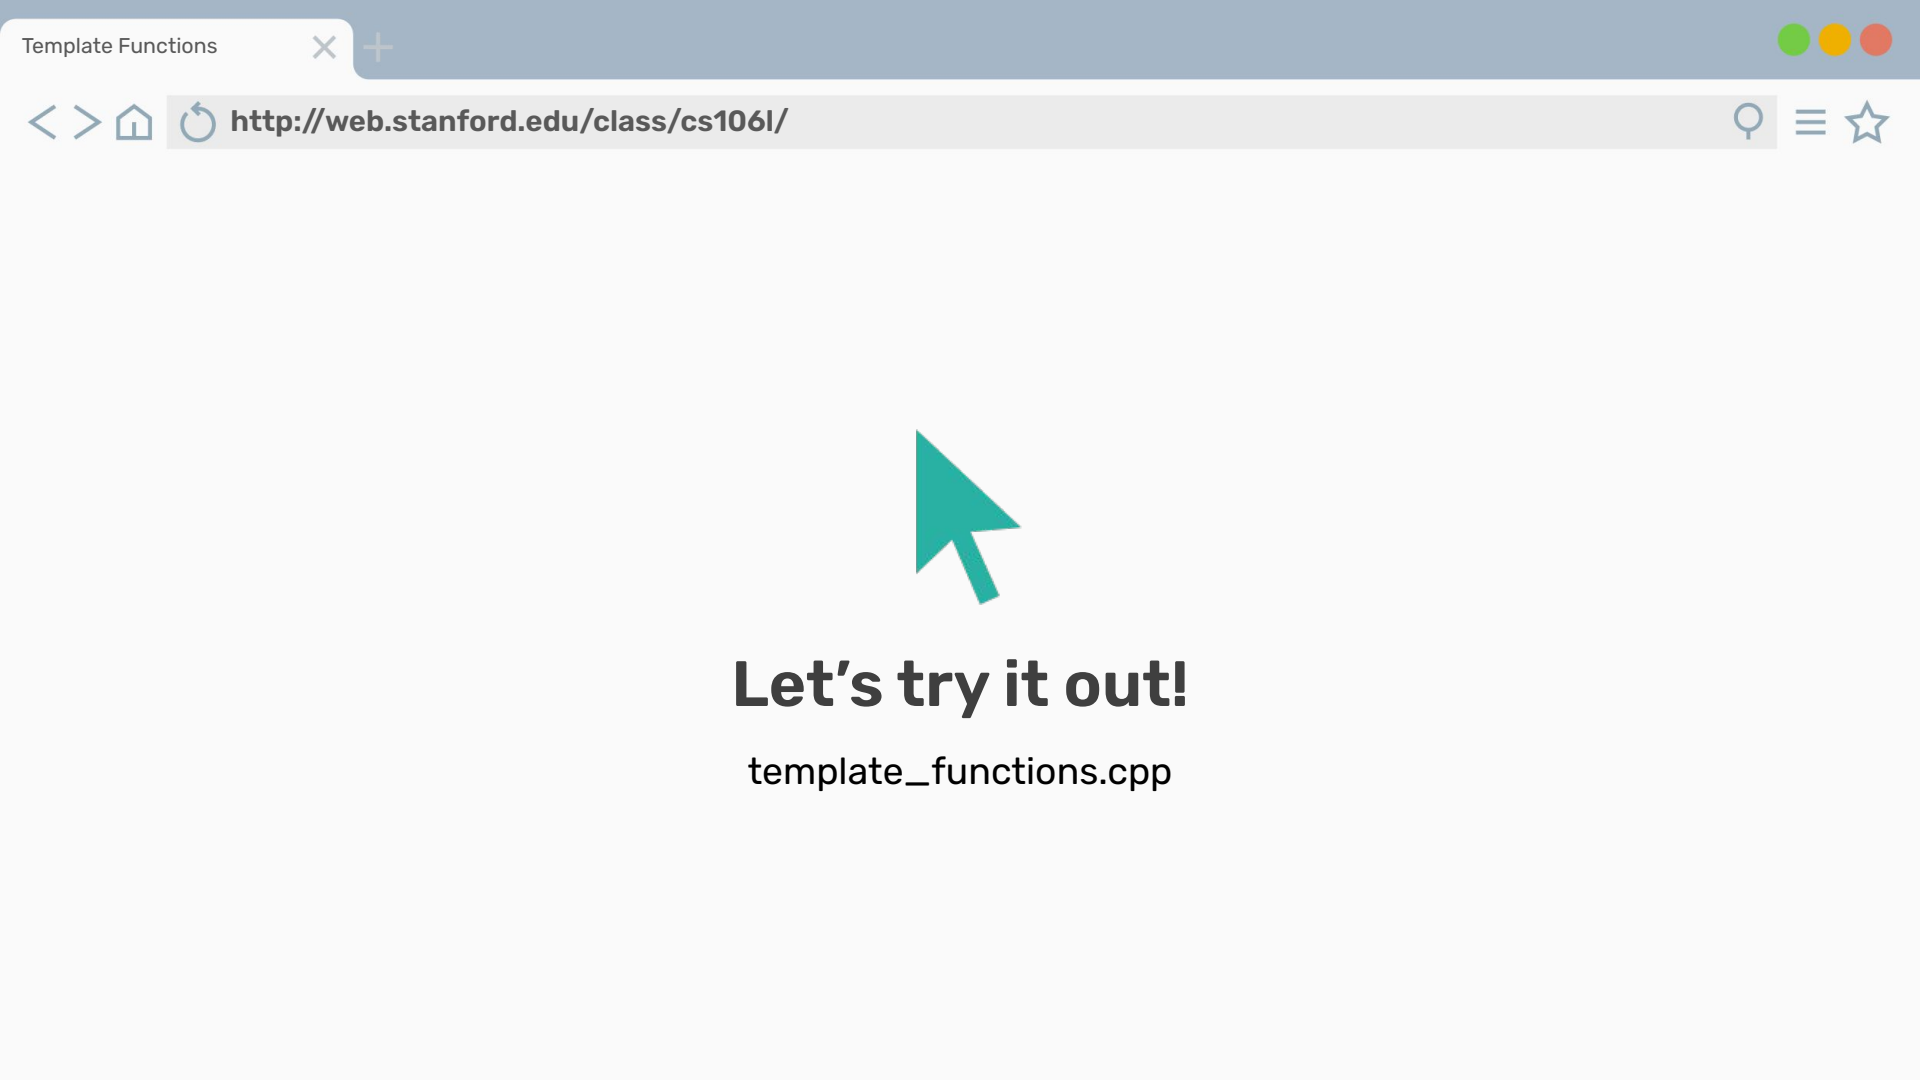 Template Functions
http://web.stanford.edu/class/cs106l/
Let’s try it out!
template_functions.cpp